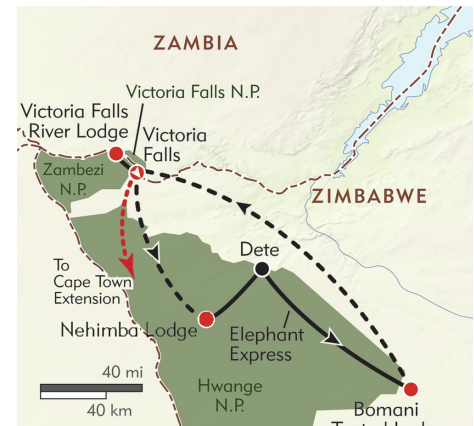 ZAMBIA
Victoria Falls N.P.
Victoria Falls
River Lodge
Victoria
Falls
Zambezi
N.P.
ZIMBABWE
Dete
To
Cape Town
Extension
Nehimba Lodge
Elephant
Express
40 mi
40 km
Hwange
N.P.
Bomani